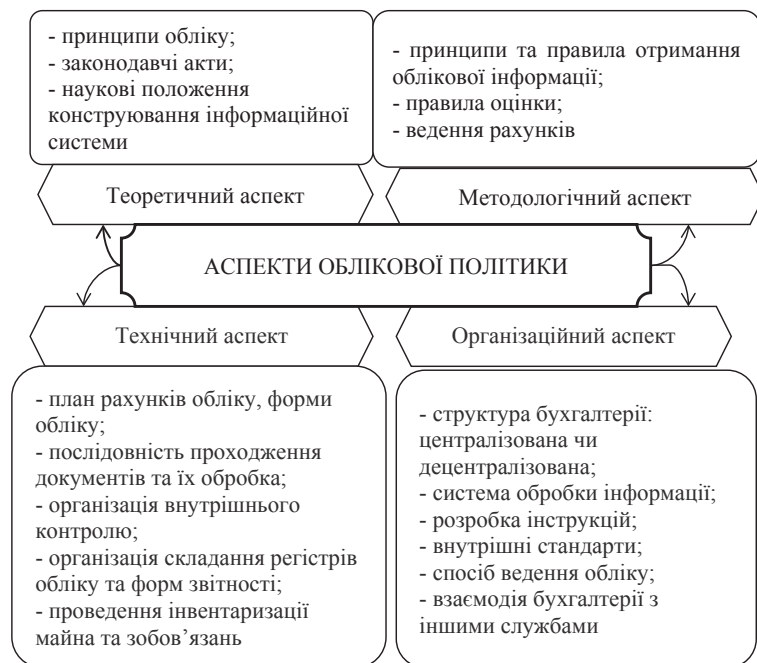 - принципи обліку;
- законодавчі акти;
- наукові положення
конструювання інформаційної
системи
- принципи та правила отримання
облікової інформації;
- правила оцінки;
- ведення рахунків
Теоретичний аспект
Методологічний аспект
АСПЕКТИ ОБЛІКОВОЇ ПОЛІТИКИ
Технічний аспект
Організаційний аспект
- план рахунків обліку, форми
обліку;
- послідовність проходження
документів та їх обробка;
- організація внутрішнього
контролю;
- організація складання регістрів
обліку та форм звітності;
- проведення інвентаризації
майна та зобов’язань
- структура бухгалтерії:
централізована чи
децентралізована;
- система обробки інформації;
- розробка інструкцій;
- внутрішні стандарти;
- спосіб ведення обліку;
- взаємодія бухгалтерії з
іншими службами